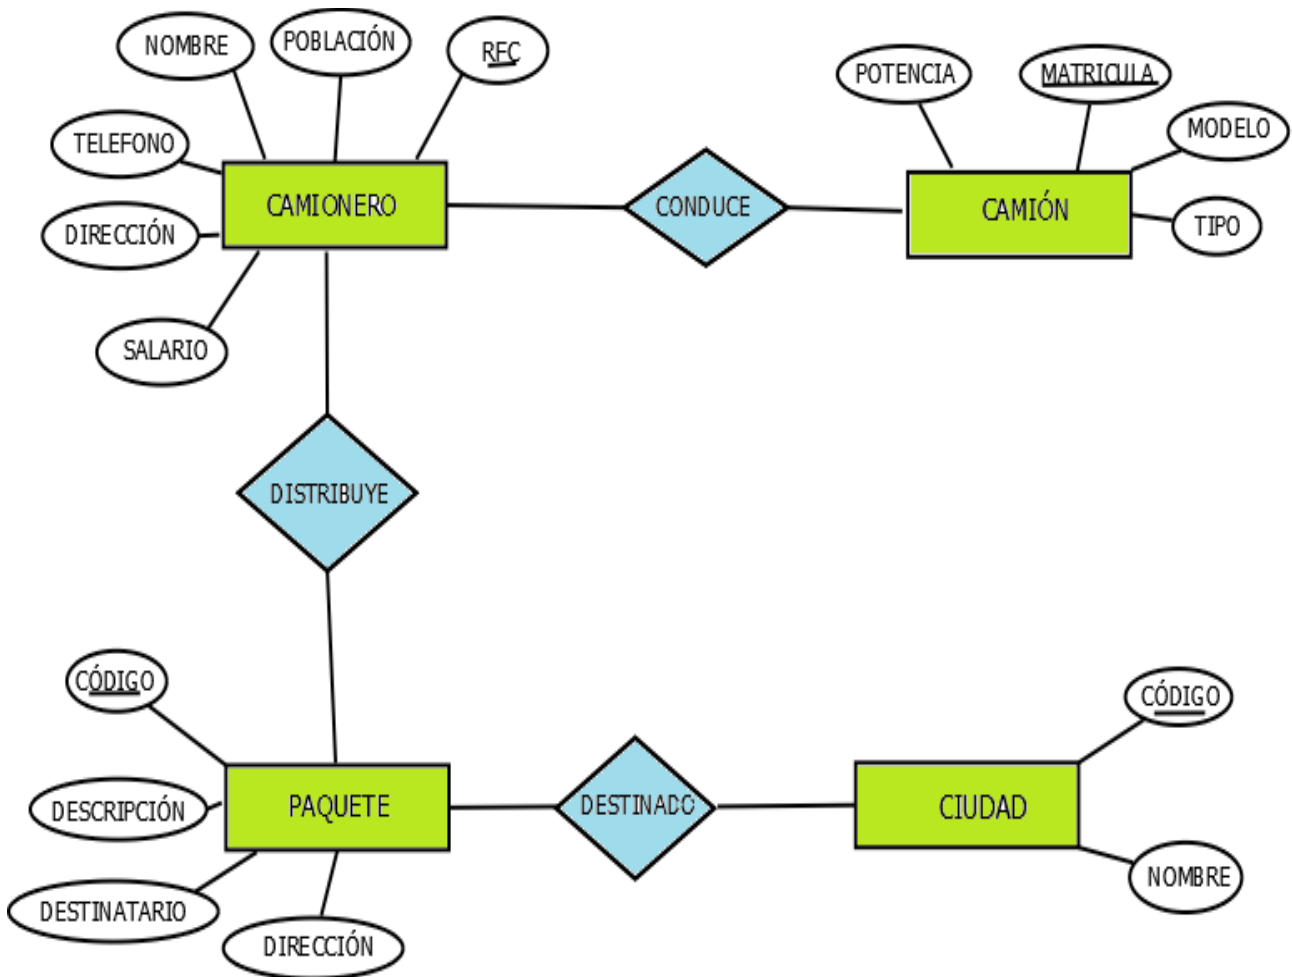 NOMBRE
POBLACIÓN
RFC
TELEFONO
DIRECCIÓN
SALARIO
CAMIONERO
CONDUCE
POTENCIA
MATRICULA
MODELO
TIPO
CAMIÓN
DISTRIBUYE
CÓDIGO
DESCRIPCIÓN
DESTINATARIO
DIRECCIÓN
PAQUETE
DESTINADO
CIUDAD
CÓDIGO
NOMBRE